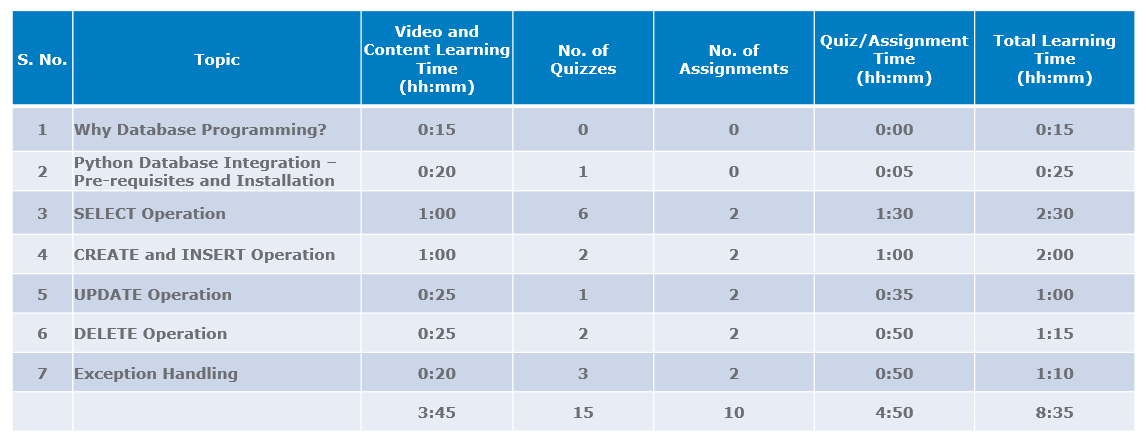 S. No. Topic Video and Content Learning Time (hh:mm) No. of Quizzes No. of Assignments Quiz/Assignment Time (hh:mm) Total Learning Time (hh:mm)
1 Why Database Programming? 0:15 0 0 0:00 0:15
2 Python Database Integration – Pre-requisites and Installation 0:20 1 0 0:05 0:25
3 SELECT Operation 1:00 6 2 1:30 2:30
4 CREATE and INSERT Operation 1:00 2 2 1:00 2:00
5 UPDATE Operation 0:25 1 2 0:35 1:00
6 DELETE Operation 0:25 2 2 0:50 1:15
7 Exception Handling 0:20 3 2 0:50 1:10
3:45 15 10 4:50 8:35